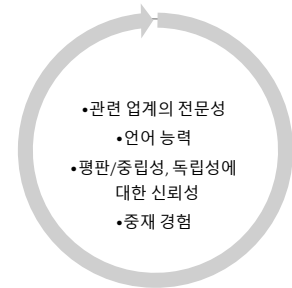 •관련 업계의 전문성
•언어 능력
•평판/중립성, 독립성에
대한 신뢰성
•중재 경험